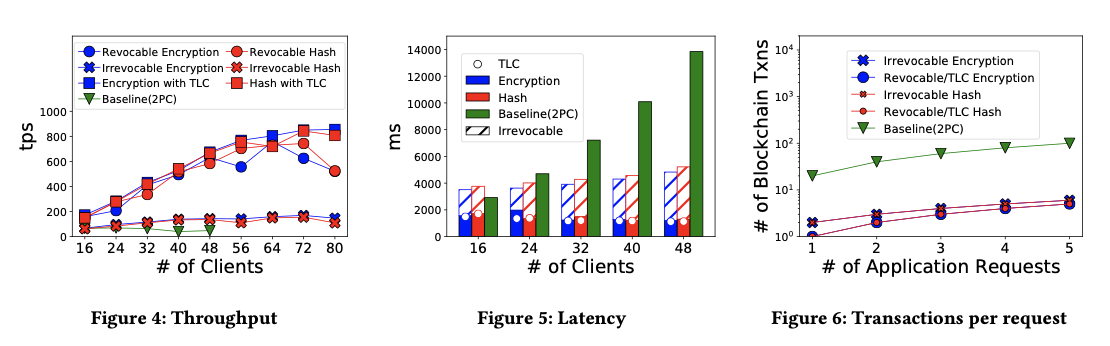 Revocable Encryption
Revocable Hash
Irrevocable Encryption
Irrevocable Hash
Encryption with TLC
Hash with TLC
Baseline(2PC)
1000
800
600
400
200
0
tps
16 24 32 40 48 56 64 72 80
# of Clients
Figure 4: Throughput
TLC
Encryption
Hash
Baseline(2PC)
Irrevocable
14000
12000
10000
8000
6000
4000
2000
0
ms
16 24 32 40 48
# of Clients
Figure 5: Latency
Irrevocable Encryption
Revocable/TLC Encryption
Irrevocable Hash
Revocable/TLC Hash
Baseline(2PC)
10⁴
10³
10²
10¹
10⁰
# of Blockchain Txns
1 2 3 4 5
# of Application Requests
Figure 6: Transactions per request